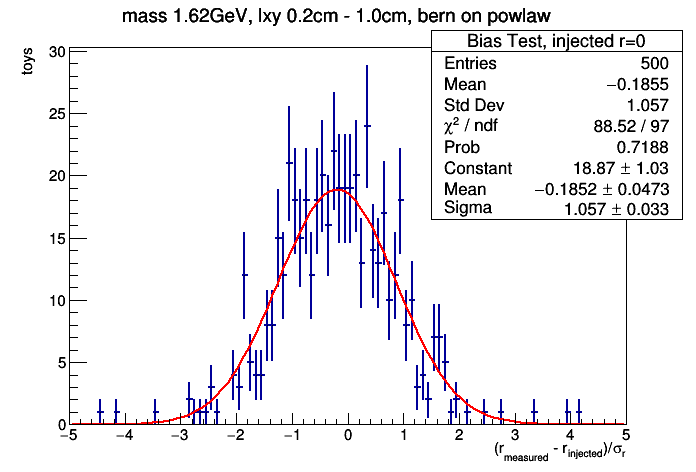 mass 1.62GeV, lxy 0.2cm - 1.0cm, bern on powlaw
toys
Bias Test, injected r=0
Entries 500
Mean −0.1855
Std Dev 1.057
χ² / ndf 88.52 / 97
Prob 0.7188
Constant 18.87 ± 1.03
Mean −0.1852 ± 0.0473
Sigma 1.057 ± 0.033
30
25
20
15
10
5
0
−5 −4 −3 −2 −1 0 1 2 3 4 5
(r_measured - r_injected)/σ_r